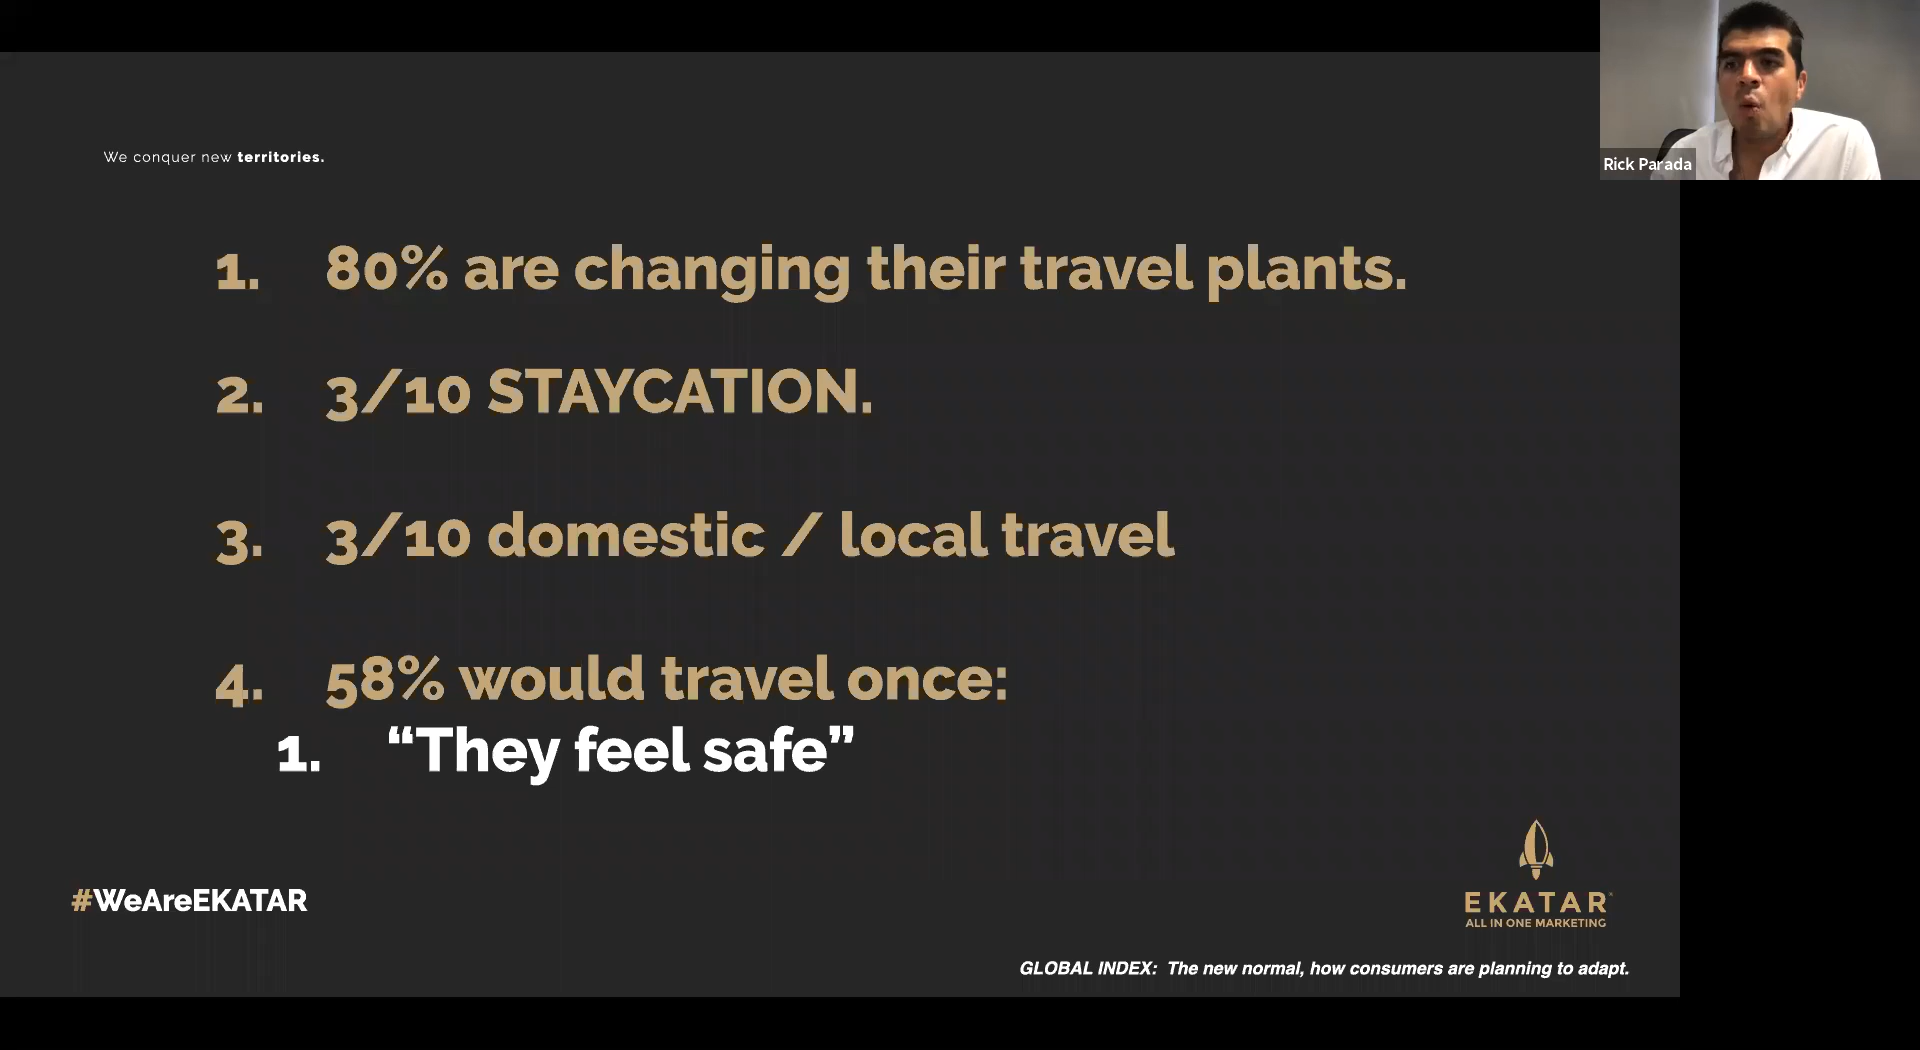 Rick Parada
We conquer new territories.
1. 80% are changing their travel plants.
2. 3/10 STAYCATION.
3. 3/10 domestic / local travel
4. 58% would travel once:
1. “They feel safe”
#WeAreEKATAR
EKATAR
ALL IN ONE MARKETING
GLOBAL INDEX: The new normal, how consumers are planning to adapt.